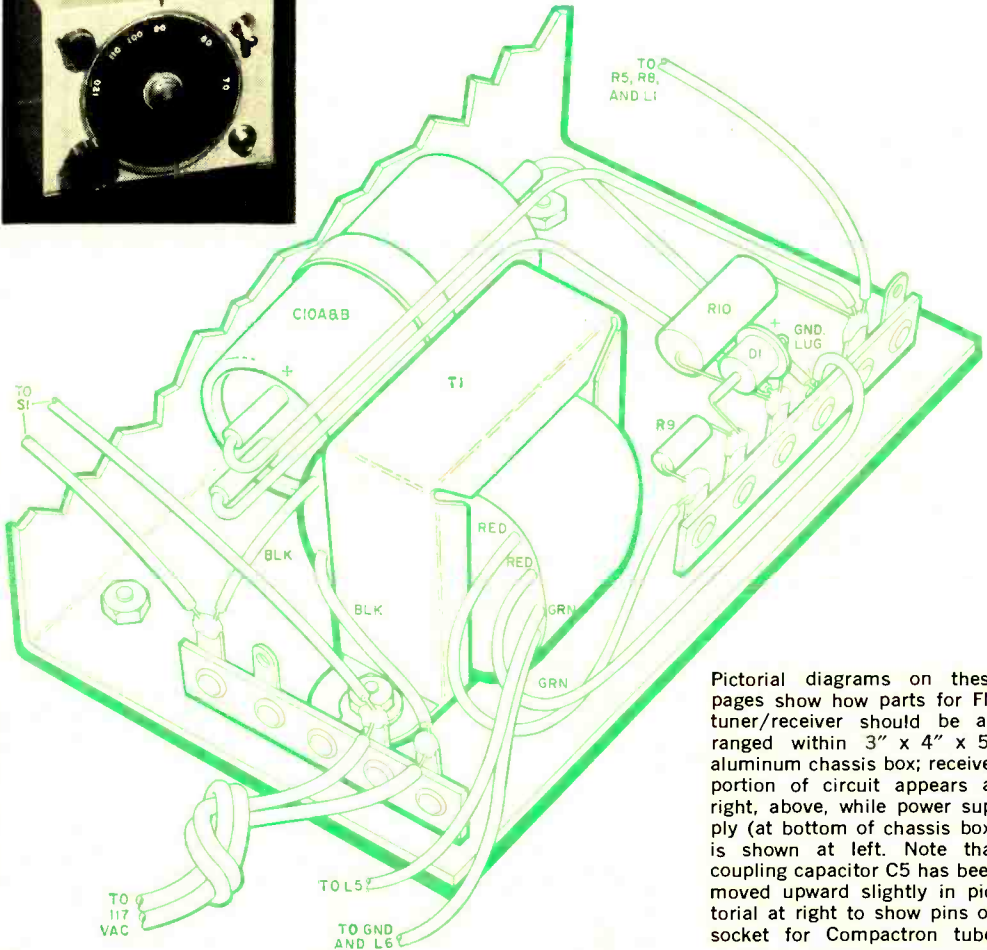 120 110 100 90 80 70
TO
R5, R8,
AND L1
C10A&B
+
T1
R10
D1
+
GND.
LUG
R9
TO
S1
BLK
BLK
RED
RED
GRN
GRN
TO
117
VAC
TO L5
TO GND
AND L6
Pictorial diagrams on thes
pages show how parts for F
tuner/receiver should be a
ranged within 3" x 4" x 5
aluminum chassis box; receive
portion of circuit appears a
right, above, while power sup
ply (at bottom of chassis box
is shown at left. Note tha
coupling capacitor C5 has bee
moved upward slightly in pic
torial at right to show pins o
socket for Compactron tube